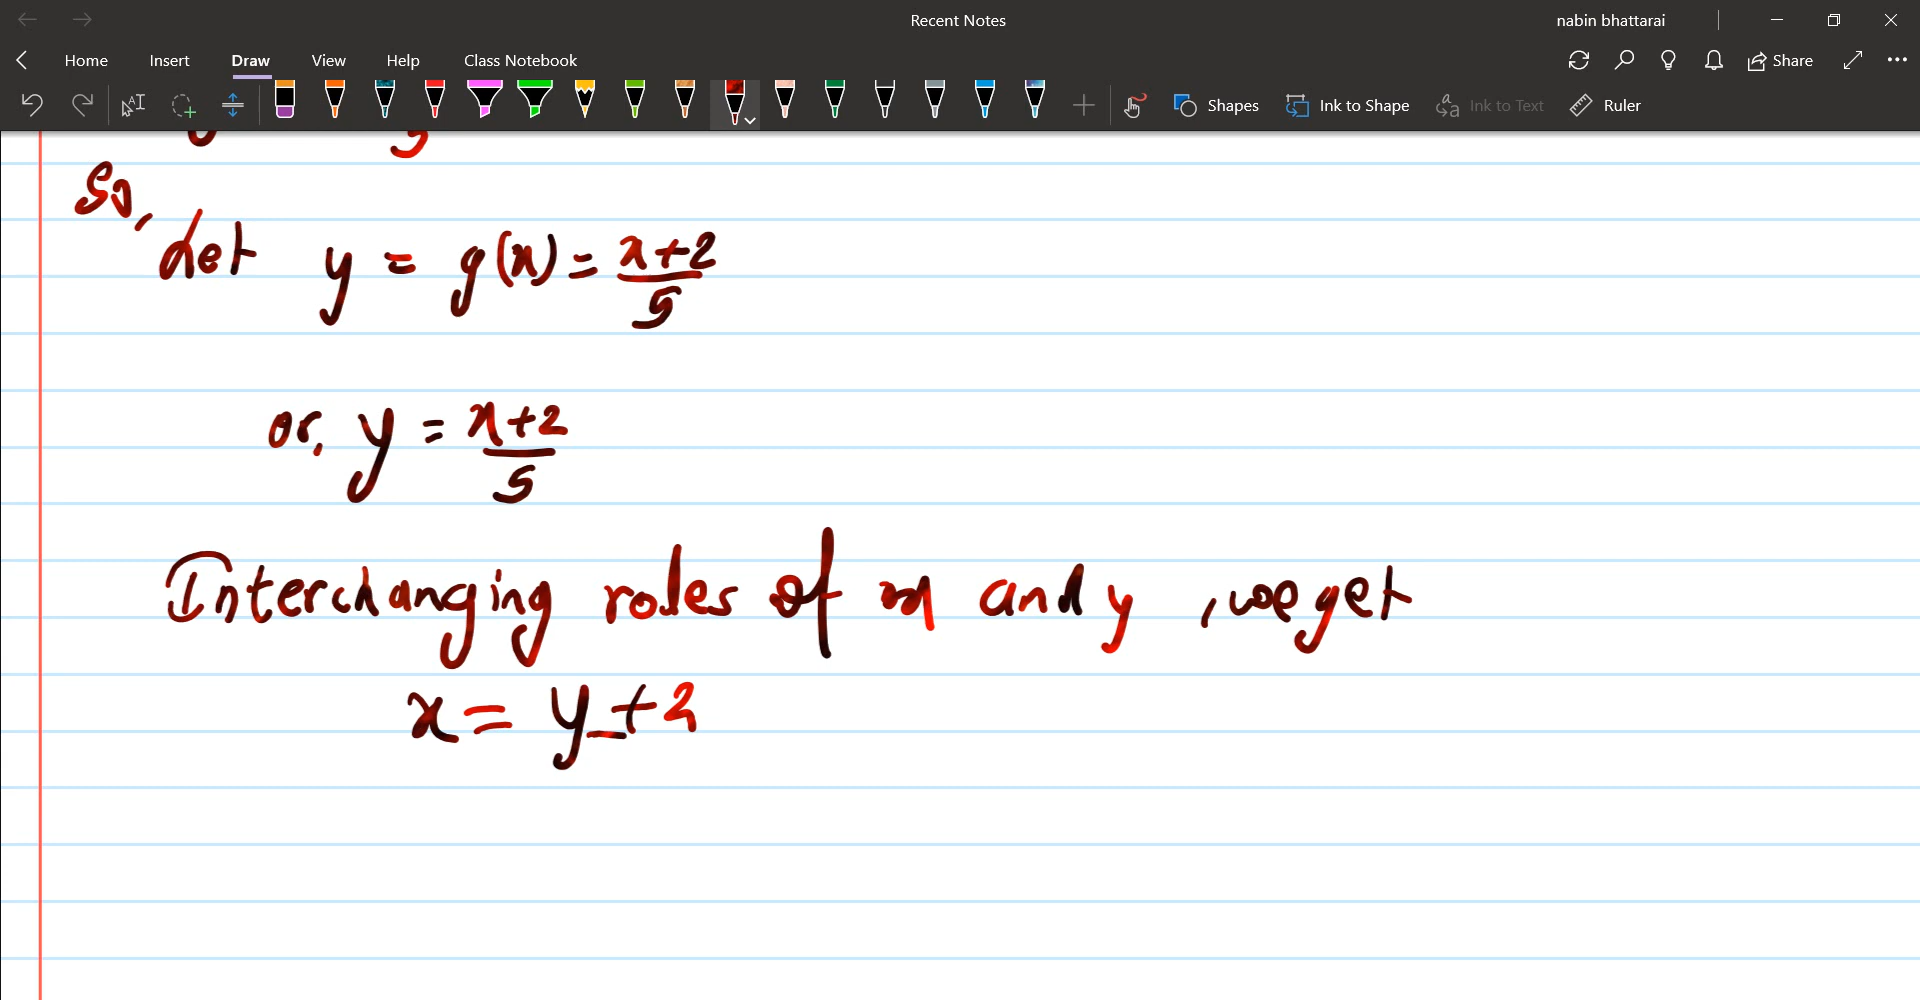 Recent Notes
nabin bhattarai
Home Insert Draw View Help Class Notebook
Share
Shapes Ink to Shape Ink to Text Ruler
So,
Let y = g(x) = x+2
5
or, y = x+2
5
Interchanging roles of x and y , we get
x = y+2